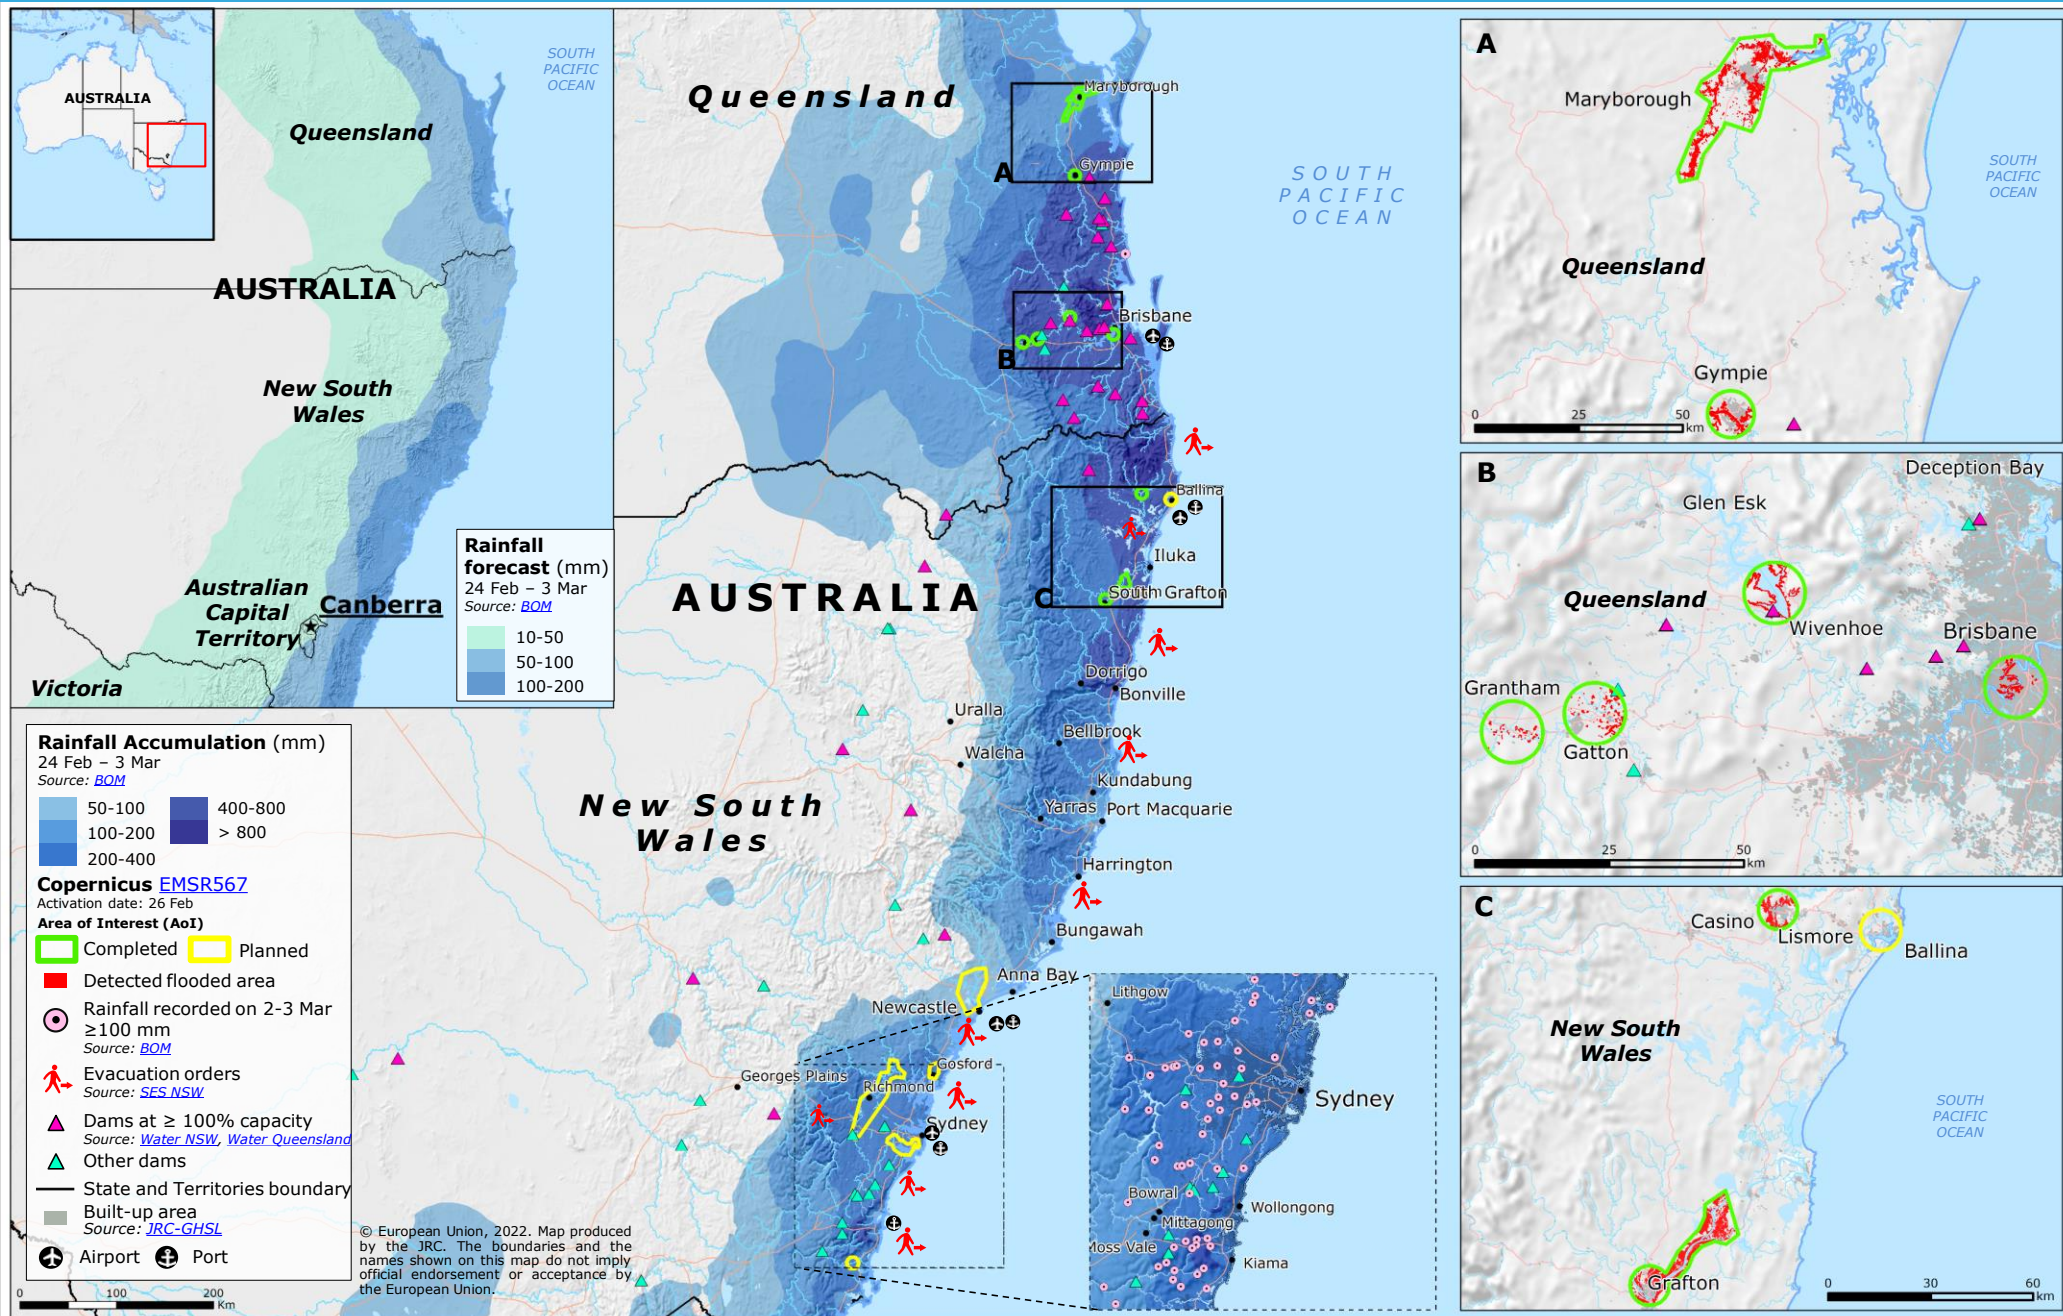 AUSTRALIA
SOUTH
PACIFIC
OCEAN
Queensland
AUSTRALIA
New South
Wales
Australian
Capital
Territory
Canberra
Victoria
Rainfall
forecast (mm)
24 Feb – 3 Mar
Source: BOM
10-50
50-100
100-200
Rainfall Accumulation (mm)
24 Feb – 3 Mar
Source: BOM
50-100
100-200
200-400
400-800
> 800
Copernicus EMSR567
Activation date: 26 Feb
Area of Interest (AoI)
Completed
Planned
Detected flooded area
Rainfall recorded on 2-3 Mar
≥100 mm
Source: BOM
Evacuation orders
Source: SES NSW
Dams at ≥ 100% capacity
Source: Water NSW, Water Queensland
Other dams
State and Territories boundary
Built-up area
Source: JRC-GHSL
Airport
Port
0 100 200
Km
© European Union, 2022. Map produced
by the JRC. The boundaries and the
names shown on this map do not imply
official endorsement or acceptance by
the European Union.
Queensland
Maryborough
A
Gympie
SOUTH
PACIFIC
OCEAN
Brisbane
B
Ballina
Iluka
AUSTRALIA
C
South Grafton
Dorrigo
Bonville
Uralla
Bellbrook
Walcha
Kundabung
New South
Wales
Yarras
Port Macquarie
Harrington
Bungawah
Anna Bay
Newcastle
Gosford
Georges Plains
Richmond
Sydney
Lithgow
Sydney
Bowral
Wollongong
Mittagong
Moss Vale
Kiama
A
Maryborough
SOUTH
PACIFIC
OCEAN
Queensland
Gympie
0 25 50
km
B
Deception Bay
Glen Esk
Queensland
Wivenhoe
Brisbane
Grantham
Gatton
0 25 50
km
C
Casino
Lismore
Ballina
New South
Wales
SOUTH
PACIFIC
OCEAN
Grafton
0 30 60
km